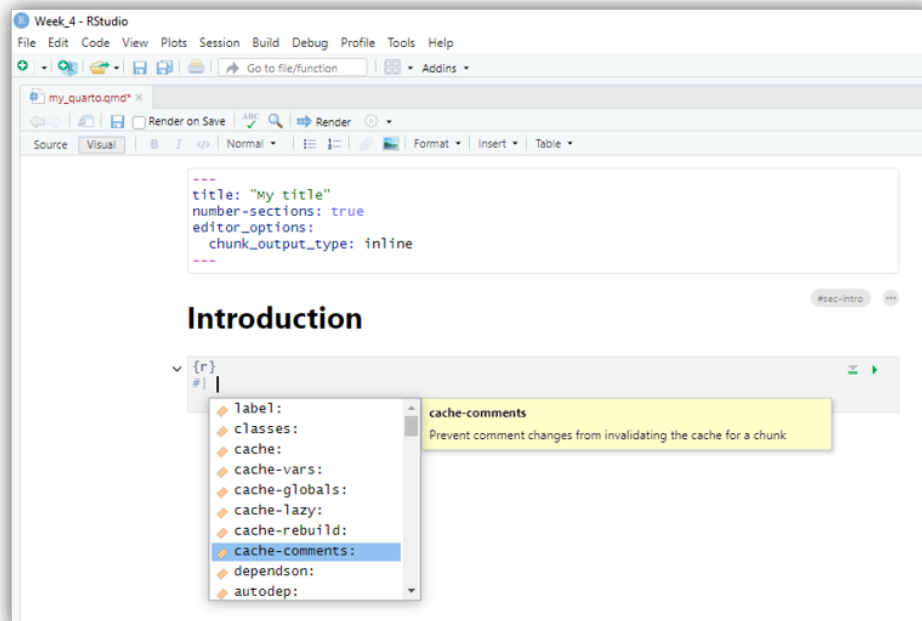 Week_4 - RStudio
File Edit Code View Plots Session Build Debug Profile Tools Help
Go to file/function Addins
my_quarto.qmd*
Render on Save ABC Render
Source Visual B I </> Normal Format Insert Table
---
title: "My title"
number-sections: true
editor_options:
  chunk_output_type: inline
---
#sec-intro
Introduction
{r}
#|
label:
classes:
cache:
cache-vars:
cache-globals:
cache-lazy:
cache-rebuild:
cache-comments:
dependson:
autodep:
cache-comments
Prevent comment changes from invalidating the cache for a chunk